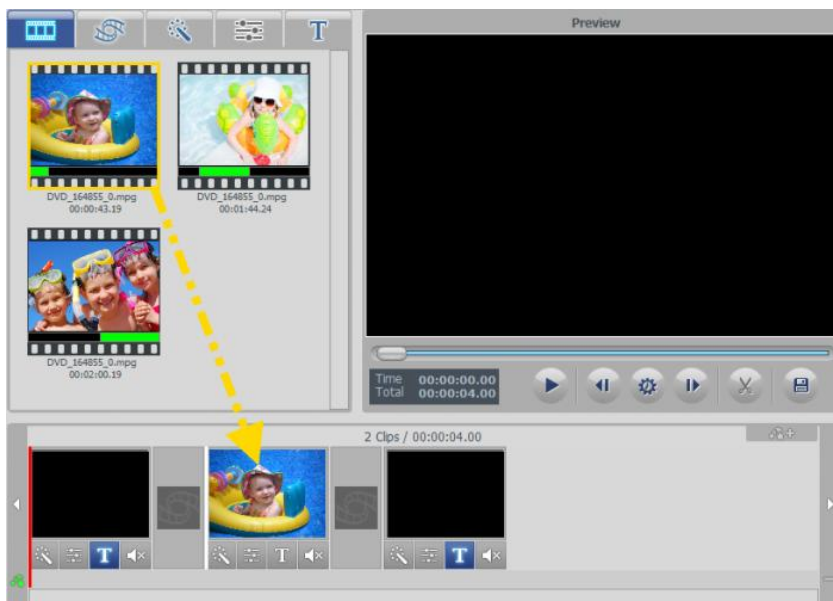 T
Preview
DVD_164855_0.mpg
00:00:43.19
DVD_164855_0.mpg
00:01:44.24
DVD_164855_0.mpg
00:02:00.19
Time 00:00:00.00
Total 00:00:04.00
2 Clips / 00:00:04.00
T
T
T